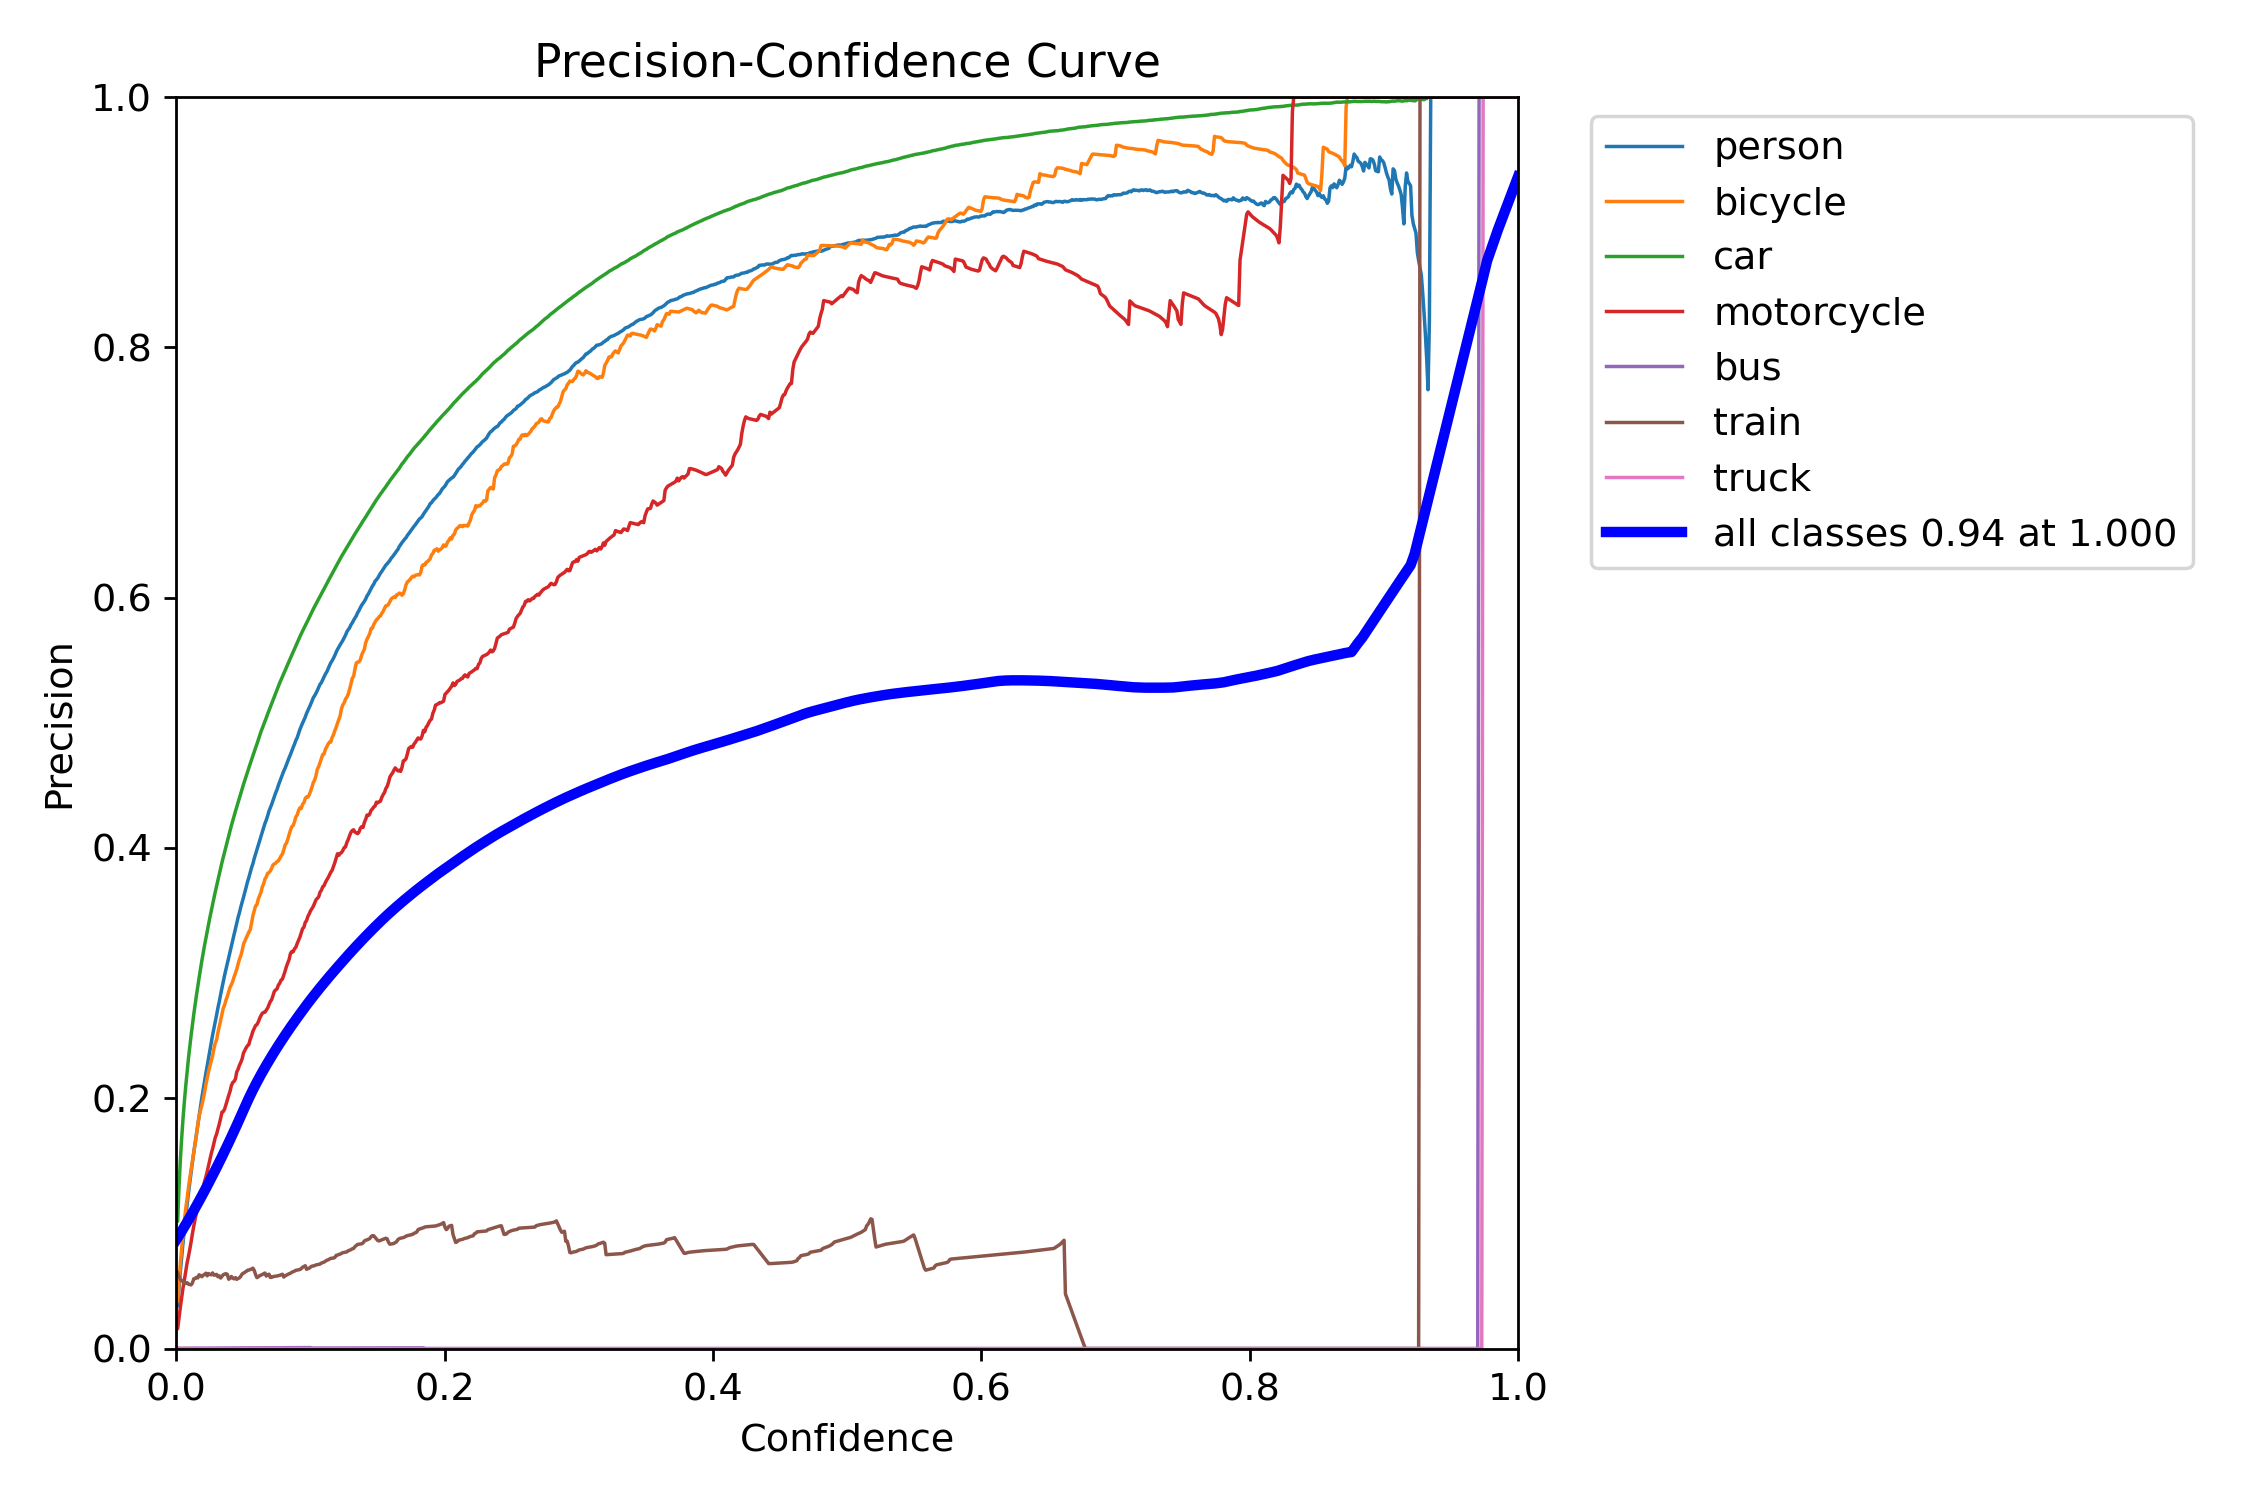 Precision-Confidence Curve
1.0
0.8
0.6
0.4
0.2
0.0
Precision
0.0 0.2 0.4 0.6 0.8 1.0
Confidence
person
bicycle
car
motorcycle
bus
train
truck
all classes 0.94 at 1.000